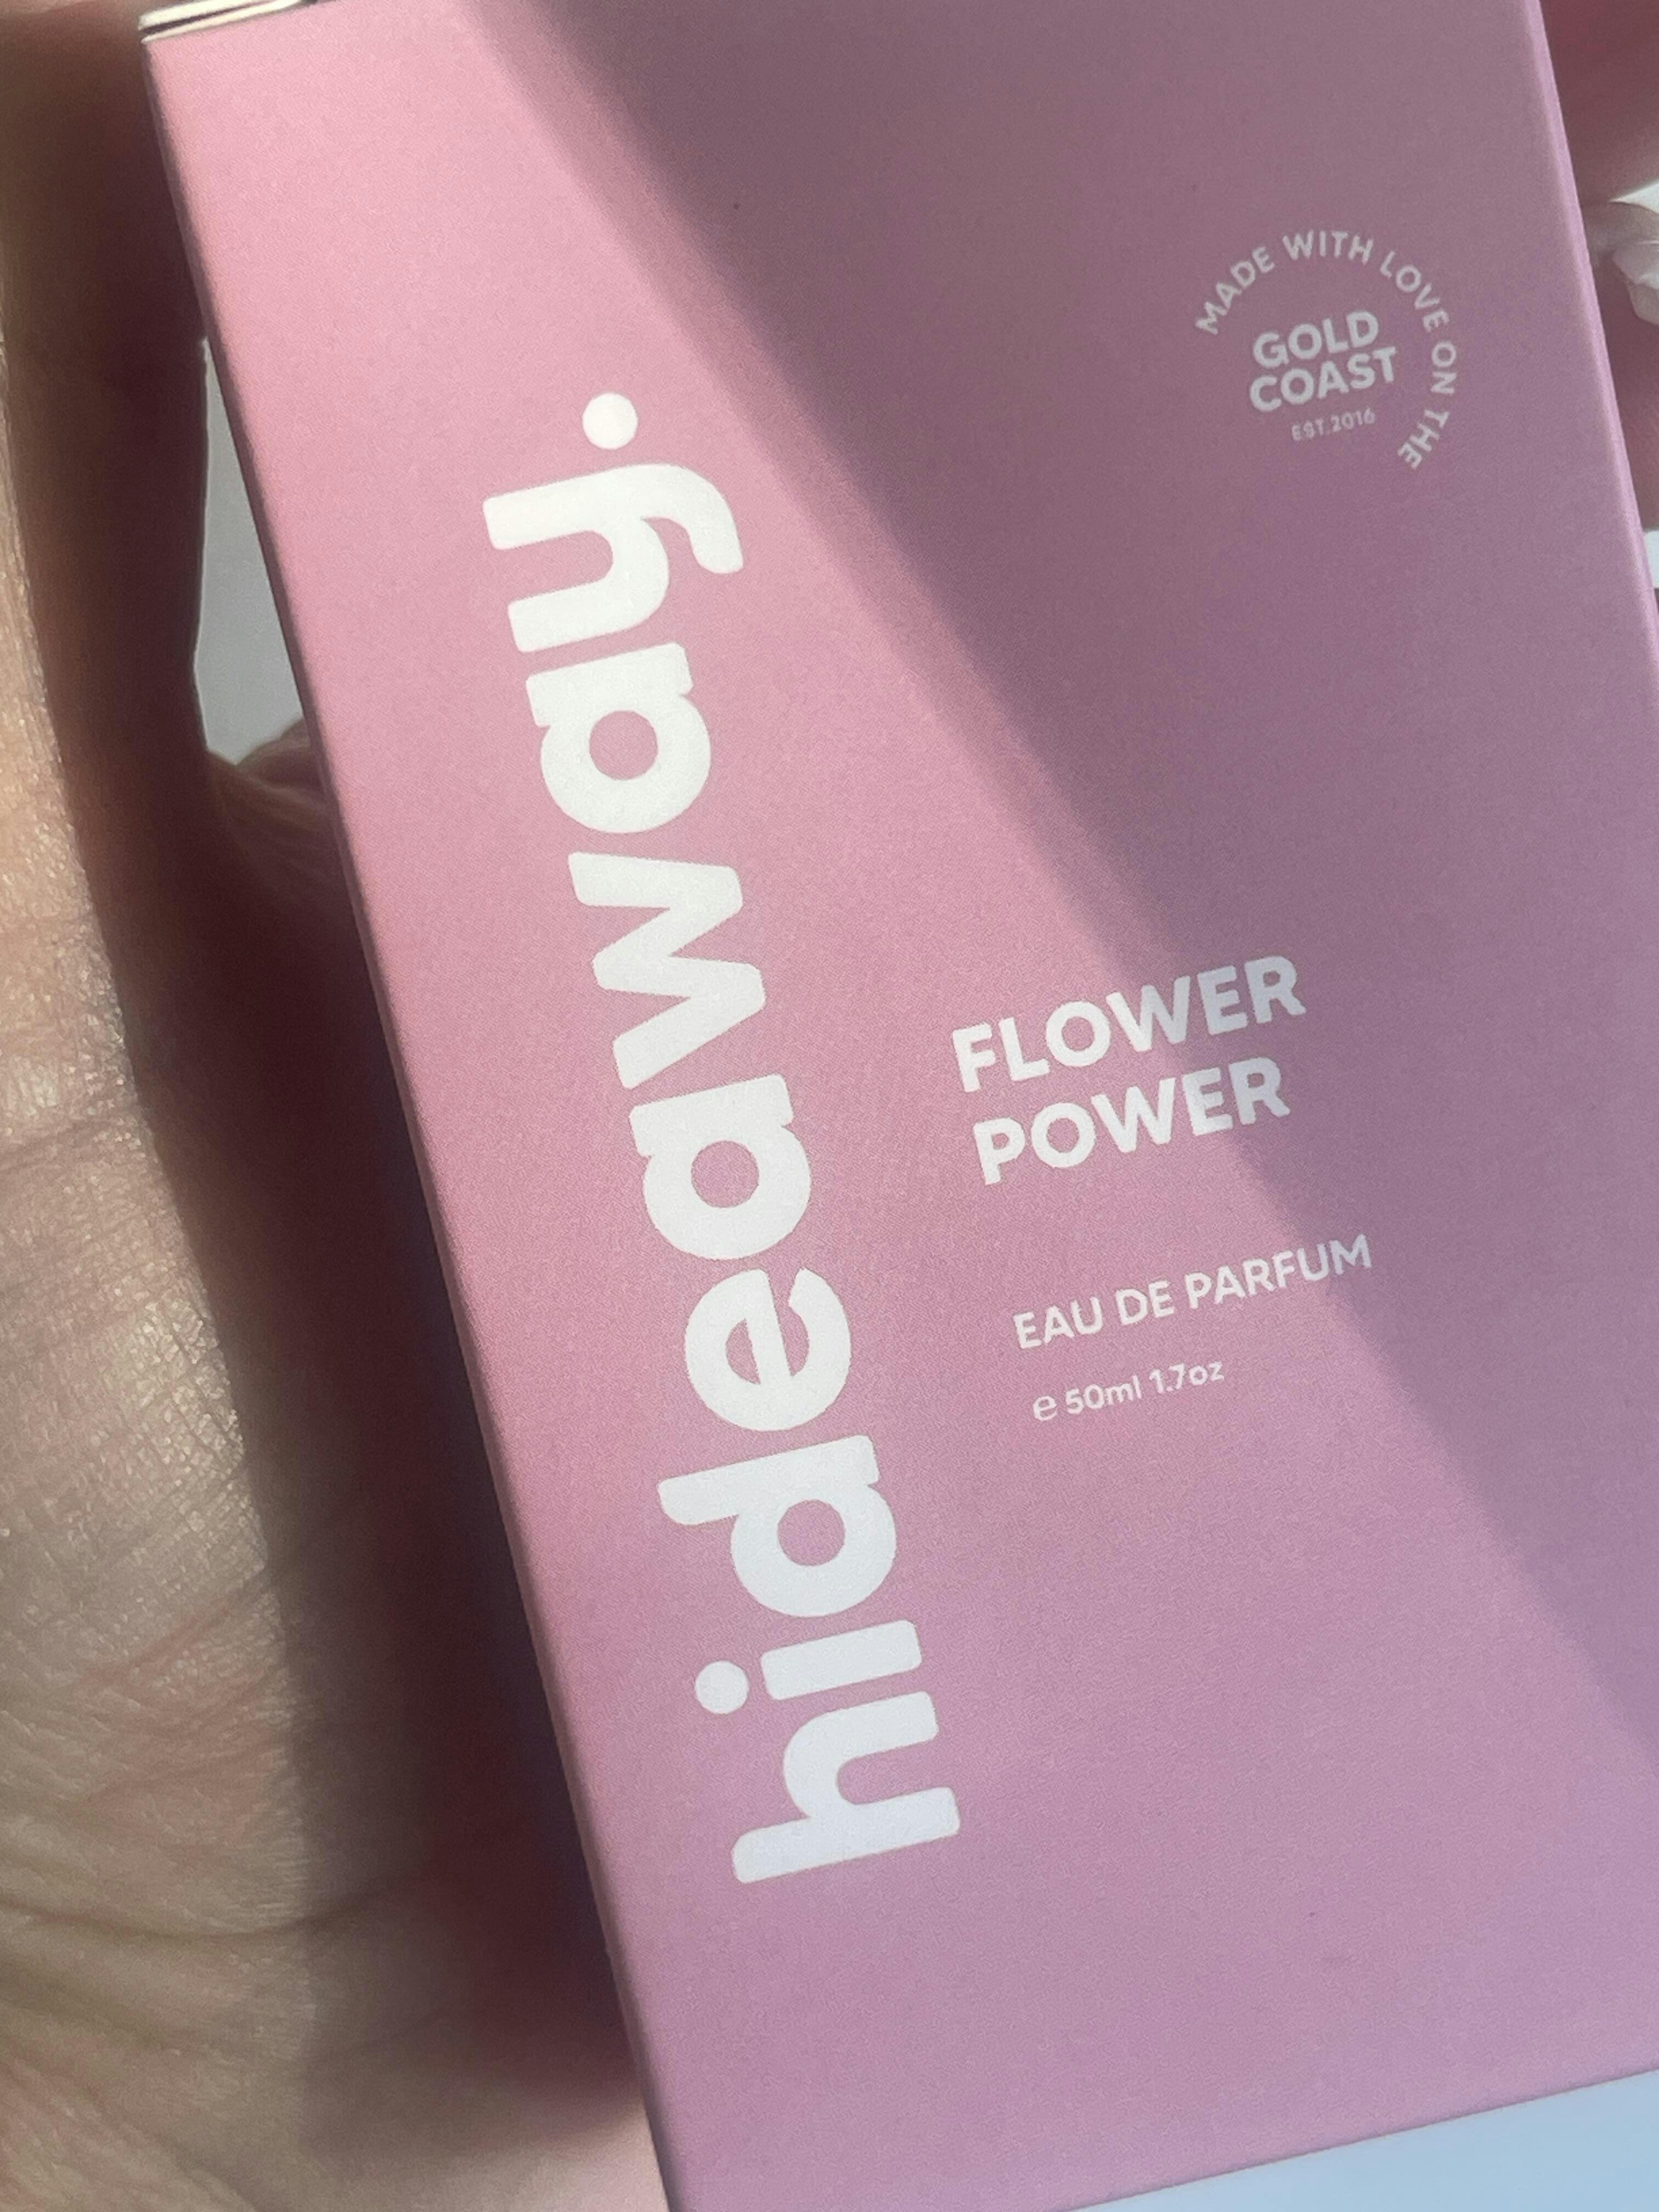 MADE WITH LOVE ON THE
GOLD
COAST
EST.2016
hideaway.
FLOWER
POWER
EAU DE PARFUM
℮ 50ml 1.7oz